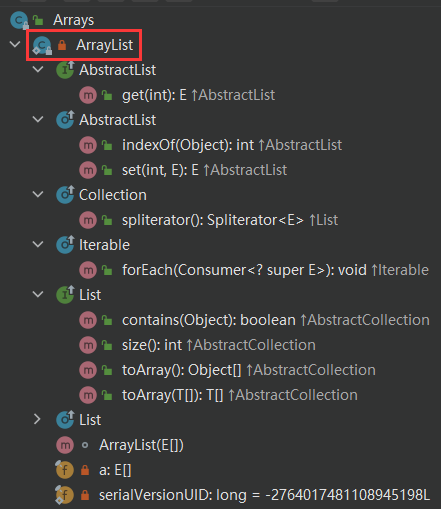 Arrays
ArrayList
AbstractList
get(int): E ↑AbstractList
AbstractList
indexOf(Object): int ↑AbstractList
set(int, E): E ↑AbstractList
Collection
spliterator(): Spliterator<E> ↑List
Iterable
forEach(Consumer<? super E>): void ↑Iterable
List
contains(Object): boolean ↑AbstractCollection
size(): int ↑AbstractCollection
toArray(): Object[] ↑AbstractCollection
toArray(T[]): T[] ↑AbstractCollection
List
ArrayList(E[])
a: E[]
serialVersionUID: long = -2764017481108945198L